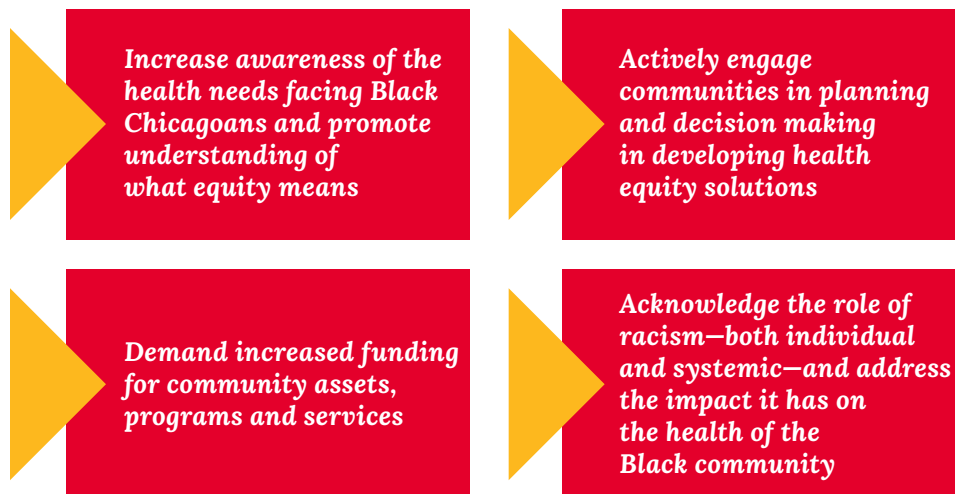 Increase awareness of the
health needs facing Black
Chicagoans and promote
understanding of
what equity means
Actively engage
communities in planning
and decision making
in developing health
equity solutions
Demand increased funding
for community assets,
programs and services
Acknowledge the role of
racism—both individual
and systemic—and address
the impact it has on
the health of the
Black community